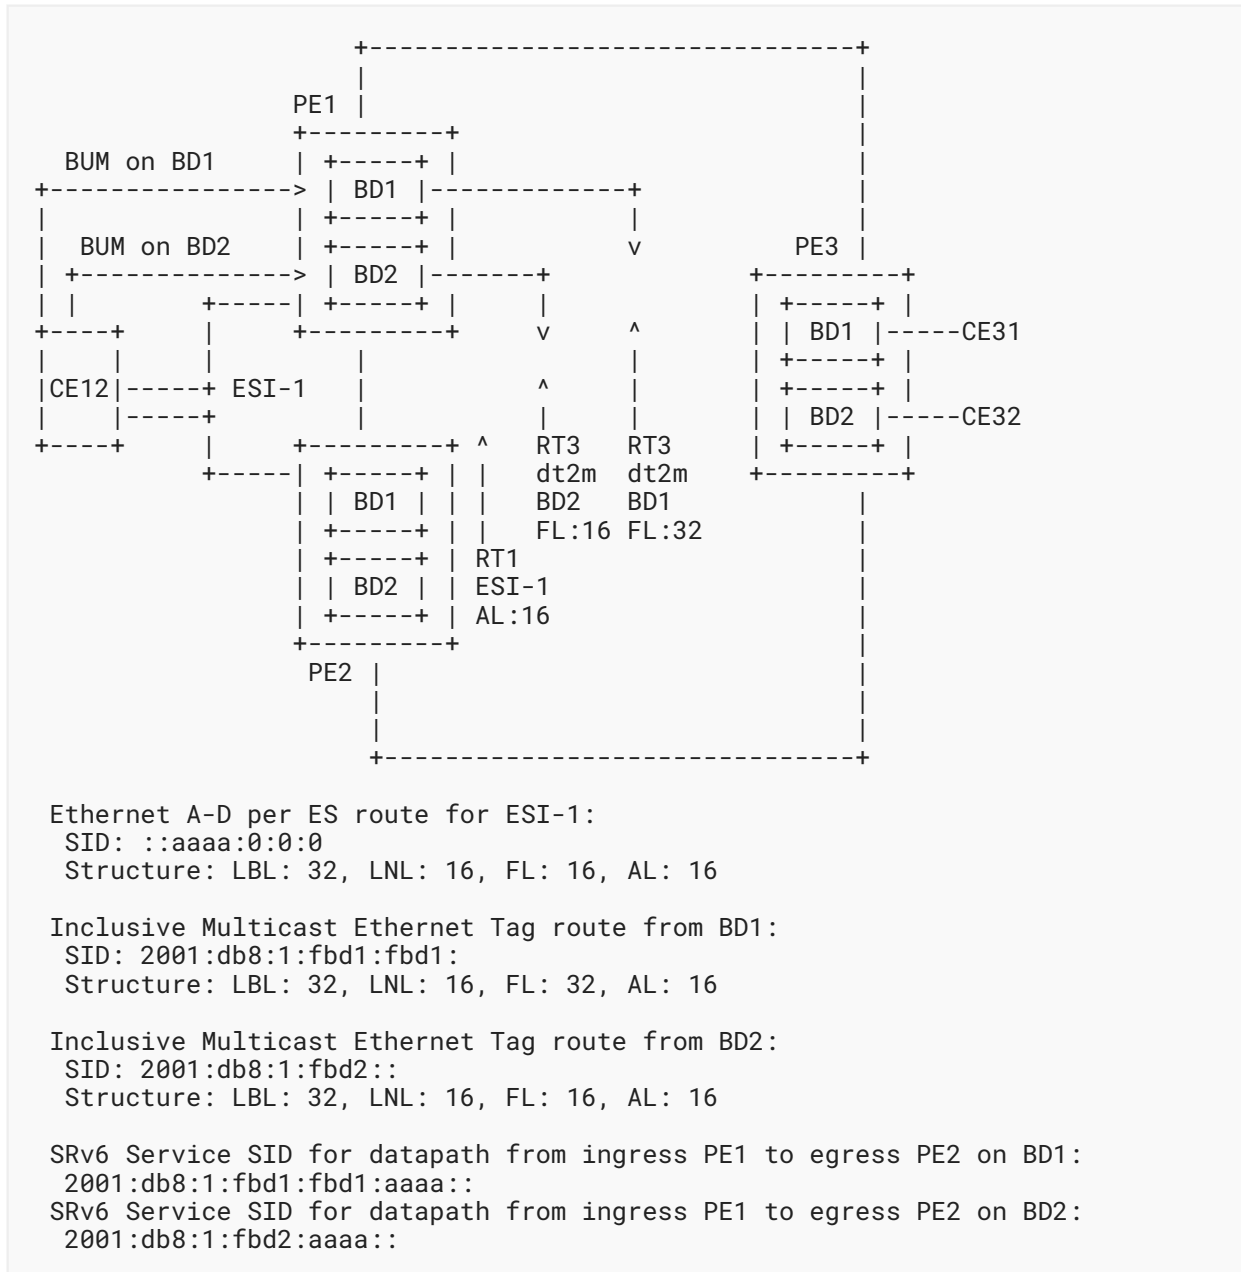 +--------------------------------+
                     |                                |
                 PE1 |                                |
                 +---------+                          |
  BUM on BD1     | +-----+ |                          |
+----------------> | BD1 |-------------+              |
|                | +-----+ |           |              |
|  BUM on BD2    | +-----+ |           v          PE3 |
| +--------------> | BD2 |-------+             +---------+
| |        +-----| +-----+ |     |             | +-----+ |
+----+     |     +---------+     v     ^       | | BD1 |-----CE31
|    |     |         |                 |       | +-----+ |
|CE12|-----+ ESI-1   |           ^     |       | +-----+ |
|    |-----+         |           |     |       | | BD2 |-----CE32
+----+     |     +---------+ ^   RT3   RT3     | +-----+ |
           +-----| +-----+ | |   dt2m  dt2m    +---------+
                 | | BD1 | | |   BD2   BD1           |
                 | +-----+ | |   FL:16 FL:32         |
                 | +-----+ | RT1                     |
                 | | BD2 | | ESI-1                   |
                 | +-----+ | AL:16                   |
                 +---------+                         |
                  PE2 |                              |
                      |                              |
                      |                              |
                      +--------------------------------+
Ethernet A-D per ES route for ESI-1:
 SID: ::aaaa:0:0:0
 Structure: LBL: 32, LNL: 16, FL: 16, AL: 16
Inclusive Multicast Ethernet Tag route from BD1:
 SID: 2001:db8:1:fbd1:fbd1:
 Structure: LBL: 32, LNL: 16, FL: 32, AL: 16
Inclusive Multicast Ethernet Tag route from BD2:
 SID: 2001:db8:1:fbd2::
 Structure: LBL: 32, LNL: 16, FL: 16, AL: 16
SRv6 Service SID for datapath from ingress PE1 to egress PE2 on BD1:
 2001:db8:1:fbd1:fbd1:aaaa::
SRv6 Service SID for datapath from ingress PE1 to egress PE2 on BD2:
 2001:db8:1:fbd2:aaaa::